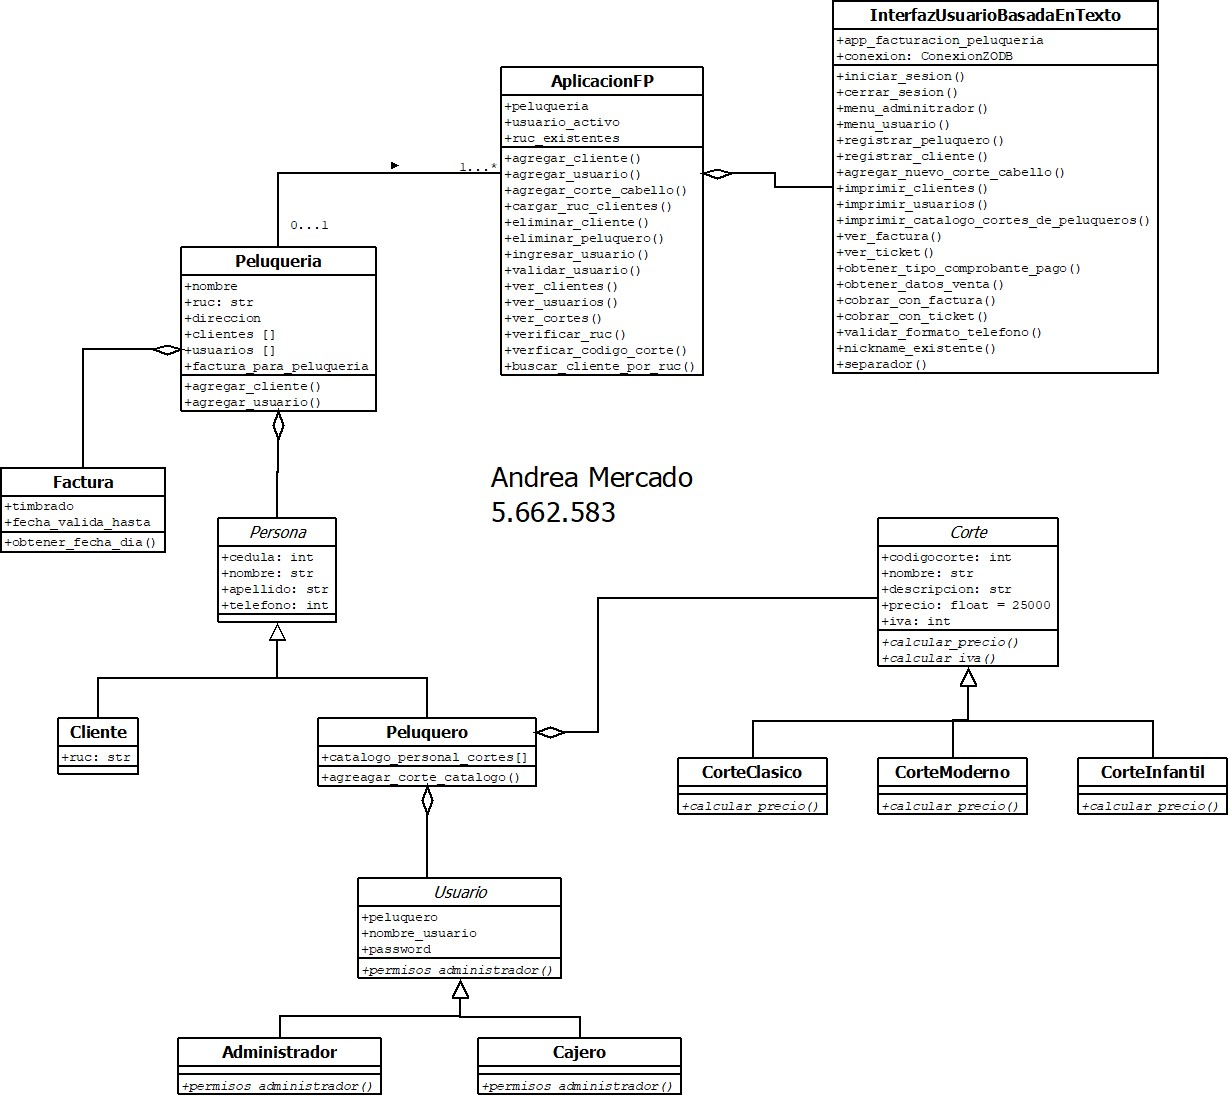 InterfazUsuarioBasadaEnTexto
+app_facturacion_peluqueria
+conexion: ConexionZODB
+iniciar_sesion()
+cerrar_sesion()
+menu_adminitrador()
+menu_usuario()
+registrar_peluquero()
+registrar_cliente()
+agregar_nuevo_corte_cabello()
+imprimir_clientes()
+imprimir_usuarios()
+imprimir_catalogo_cortes_de_peluqueros()
+ver_factura()
+ver_ticket()
+obtener_tipo_comprobante_pago()
+obtener_datos_venta()
+cobrar_con_factura()
+cobrar_con_ticket()
+validar_formato_telefono()
+nickname_existente()
+separador()
AplicacionFP
+peluqueria
+usuario_activo
+ruc_existentes
+agregar_cliente()
+agregar_usuario()
+agregar_corte_cabello()
+cargar_ruc_clientes()
+eliminar_cliente()
+eliminar_peluquero()
+ingresar_usuario()
+validar_usuario()
+ver_clientes()
+ver_usuarios()
+ver_cortes()
+verificar_ruc()
+verficar_codigo_corte()
+buscar_cliente_por_ruc()
1...*
0...1
Peluqueria
+nombre
+ruc: str
+direccion
+clientes []
+usuarios []
+factura_para_peluqueria
+agregar_cliente()
+agregar_usuario()
Factura
+timbrado
+fecha_valida_hasta
+obtener_fecha_dia()
Andrea Mercado
5.662.583
Persona
+cedula: int
+nombre: str
+apellido: str
+telefono: int
Corte
+codigocorte: int
+nombre: str
+descripcion: str
+precio: float = 25000
+iva: int
+calcular_precio()
+calcular_iva()
Cliente
+ruc: str
Peluquero
+catalogo_personal_cortes[]
+agreagar_corte_catalogo()
CorteClasico
+calcular_precio()
CorteModerno
+calcular_precio()
CorteInfantil
+calcular_precio()
Usuario
+peluquero
+nombre_usuario
+password
+permisos_administrador()
Administrador
+permisos_administrador()
Cajero
+permisos_administrador()